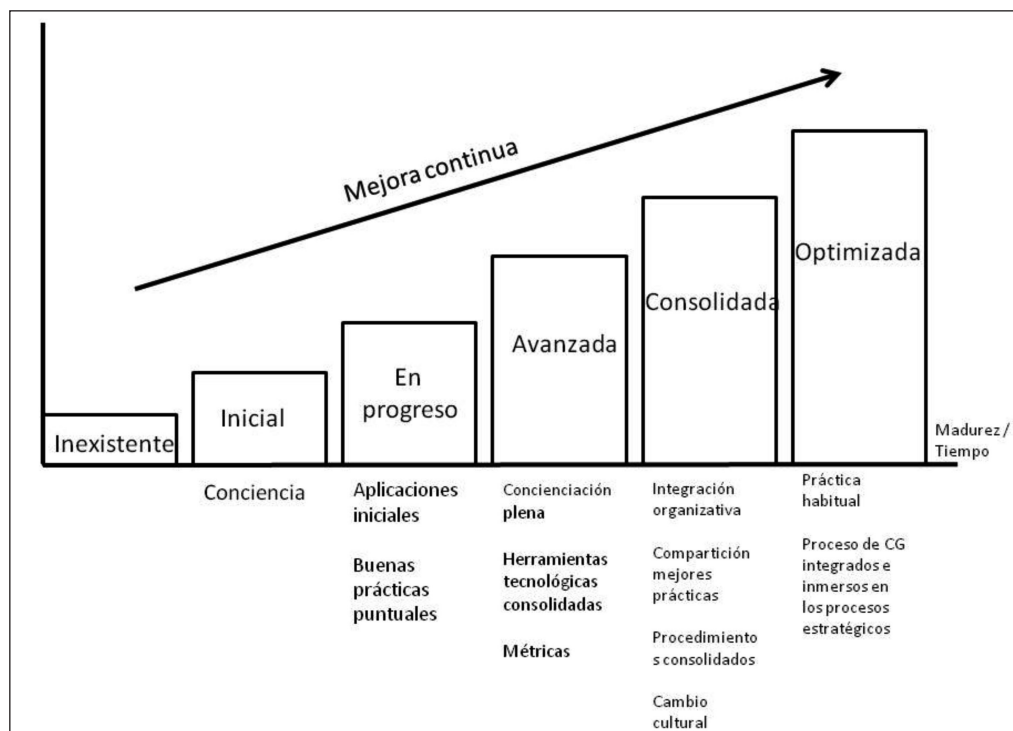 Mejora continua
Inexistente
Inicial
En
progreso
Avanzada
Consolidada
Optimizada
Madurez /
Tiempo
Conciencia
Aplicaciones
iniciales
Buenas
prácticas
puntuales
Concienciación
plena
Herramientas
tecnológicas
consolidadas
Métricas
Integración
organizativa
Compartición
mejores
prácticas
Procedimiento
s consolidados
Cambio
cultural
Práctica
habitual
Proceso de CG
integrados e
inmersos en
los procesos
estratégicos